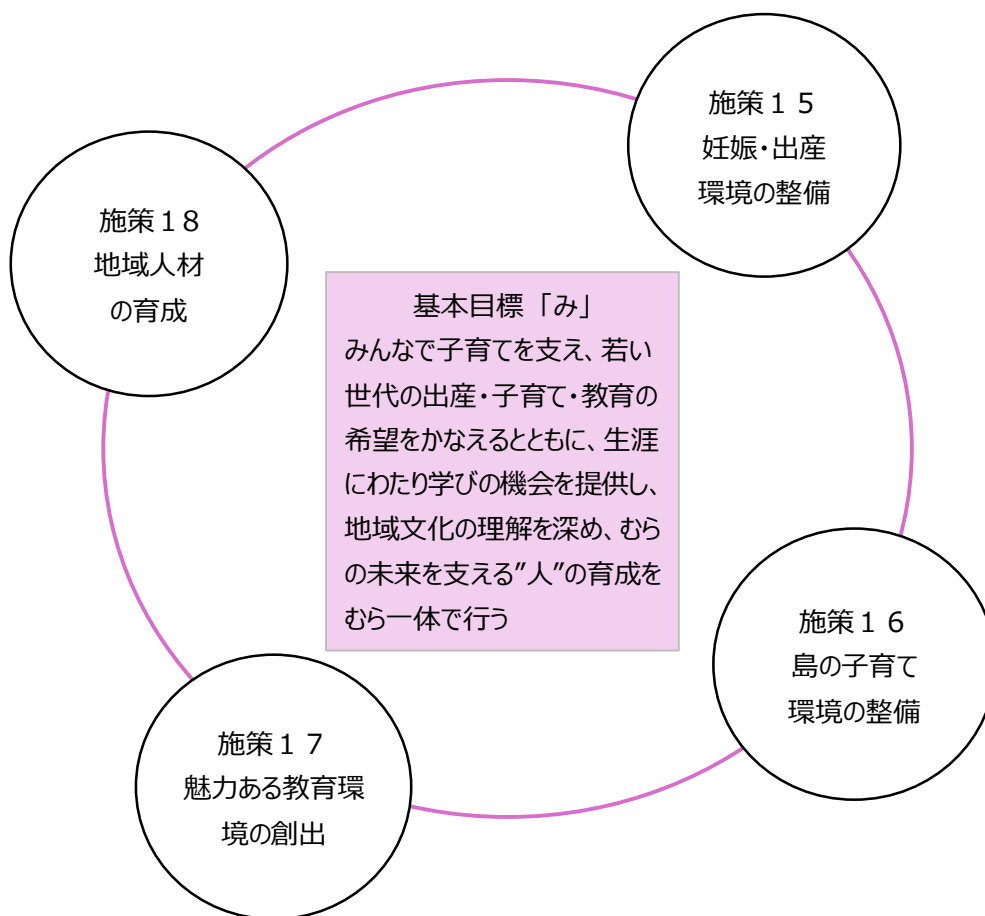 施策１５
妊娠・出産
環境の整備
施策18
地域人材
の育成
基本目標「み」
みんなで子育てを支え、若い
世代の出産・子育て・教育の
希望をかなえるとともに、生涯
にわたり学びの機会を提供し、
地域文化の理解を深め、むら
の未来を支える”人”の育成を
むら一体で行う
施策１６
島の子育て
環境の整備
施策１７
魅力ある教育環
境の創出